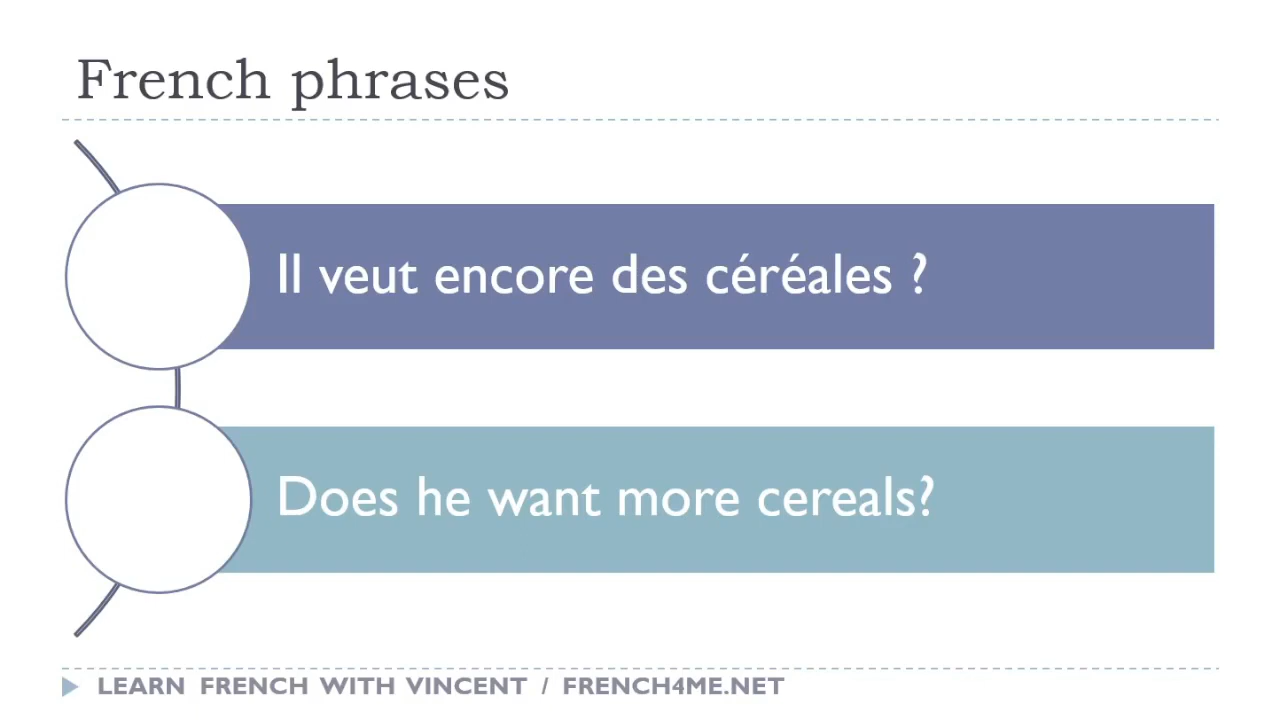 French phrases
Il veut encore des céréales ?
Does he want more cereals?
LEARN FRENCH WITH VINCENT / FRENCH4ME.NET